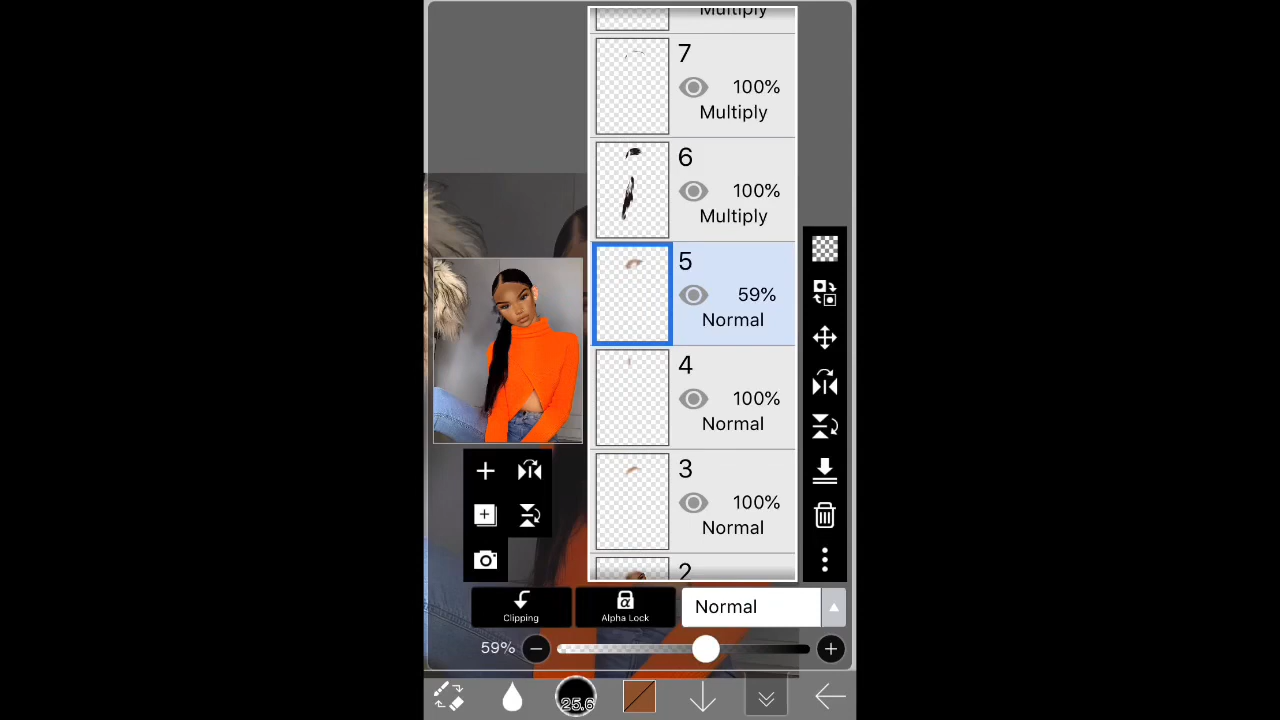 Multiply
7
100%
Multiply
6
100%
Multiply
5
59%
Normal
4
100%
Normal
3
100%
Normal
2
Clipping
α
Alpha Lock
Normal
59%
25.6